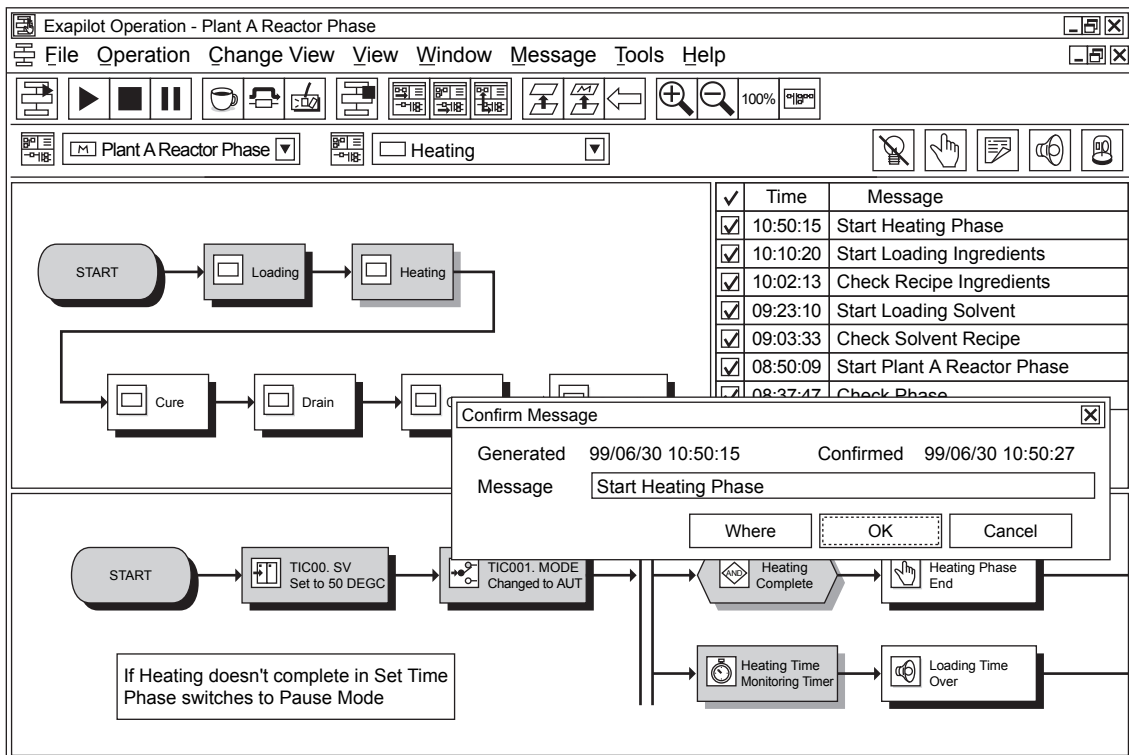 Exapilot Operation - Plant A Reactor Phase
File Operation Change View View Window Message Tools Help
100%
M Plant A Reactor Phase
Heating
Time Message
10:50:15 Start Heating Phase
10:10:20 Start Loading Ingredients
10:02:13 Check Recipe Ingredients
09:23:10 Start Loading Solvent
09:03:33 Check Solvent Recipe
08:50:09 Start Plant A Reactor Phase
08:37:47 Check Phase
START
Loading
Heating
Cure
Drain
Confirm Message
Generated 99/06/30 10:50:15 Confirmed 99/06/30 10:50:27
Message Start Heating Phase
Where OK Cancel
START
TIC00. SV
Set to 50 DEGC
TIC001. MODE
Changed to AUT
AND
Heating
Complete
Heating Phase
End
Heating Time
Monitoring Timer
Loading Time
Over
If Heating doesn't complete in Set Time
Phase switches to Pause Mode